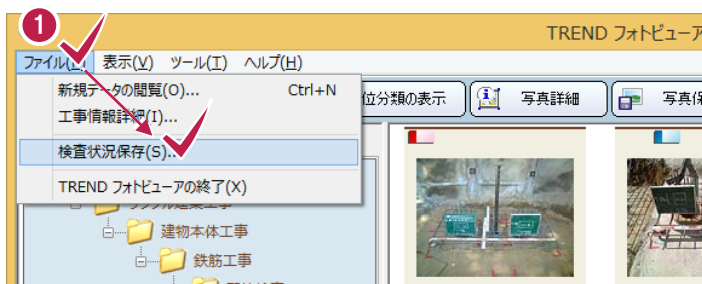 1
TREND フォトビューア
ファイル(F) 表示(V) ツール(T) ヘルプ(H)
新規データの閲覧(O)... Ctrl+N
位分類の表示
写真詳細
写真保
工事情報詳細(I)...
検査状況保存(S)...
TREND フォトビューアの終了(X)
建物本体工事
鉄筋工事